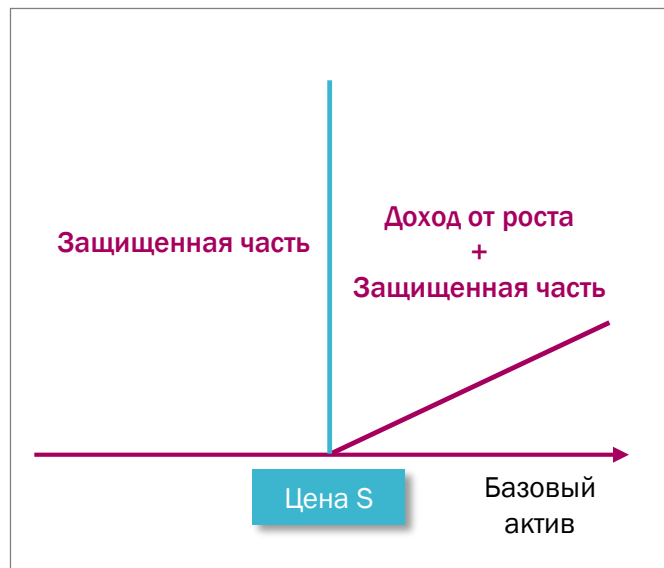 Защищенная часть
Доход от роста
+
Защищенная часть
Цена S
Базовый
актив